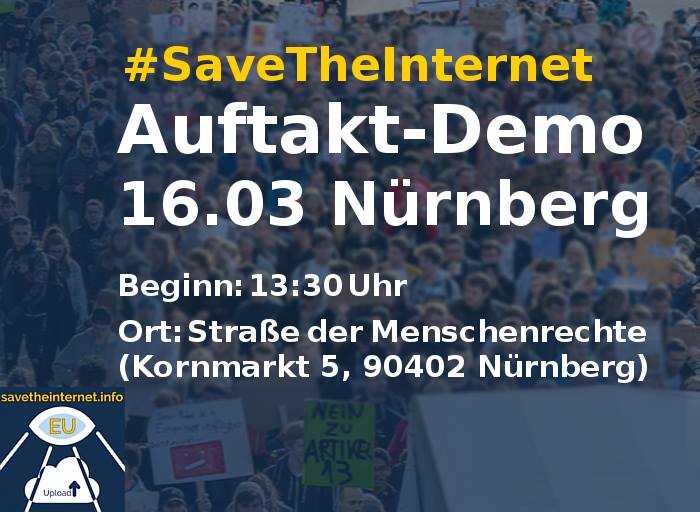 #SaveTheInternet
Auftakt-Demo
16.03 Nürnberg
Beginn: 13:30 Uhr
Ort: Straße der Menschenrechte
(Kornmarkt 5, 90402 Nürnberg)
savetheinternet.info
EU
Upload
NEIN
ZU
ARTIKEL
13